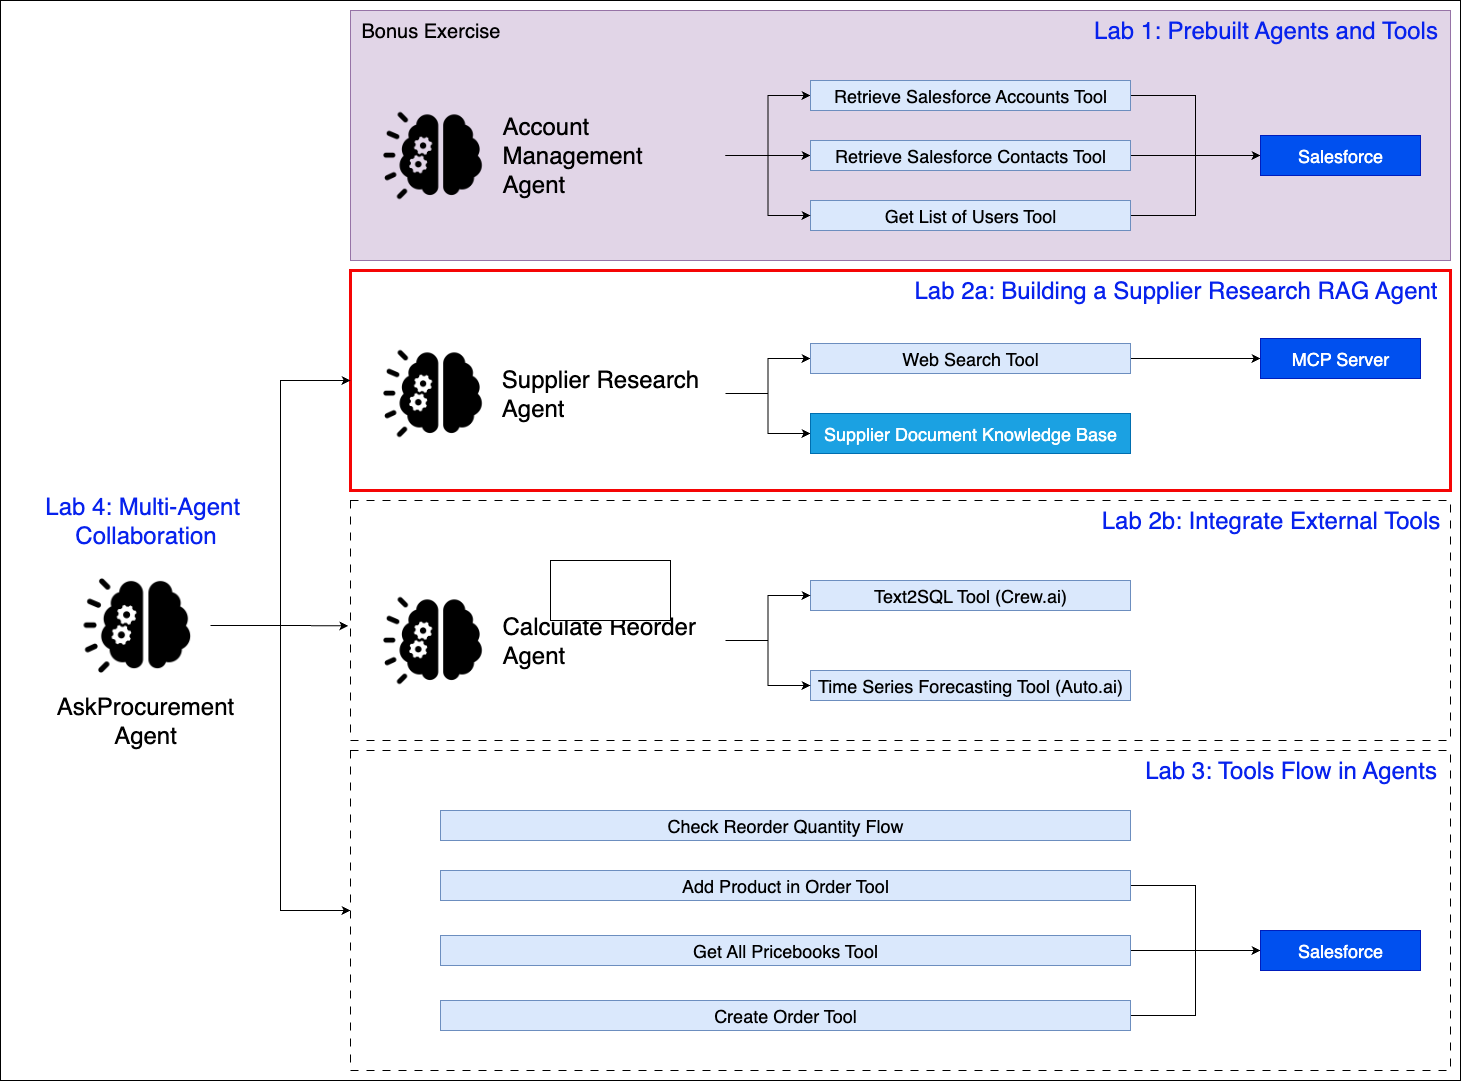 Bonus Exercise
Lab 1: Prebuilt Agents and Tools
Account
Management
Agent
Retrieve Salesforce Accounts Tool
Retrieve Salesforce Contacts Tool
Get List of Users Tool
Salesforce
Lab 2a: Building a Supplier Research RAG Agent
Supplier Research
Agent
Web Search Tool
MCP Server
Supplier Document Knowledge Base
Lab 4: Multi-Agent
Collaboration
AskProcurement
Agent
Lab 2b: Integrate External Tools
Calculate Reorder
Agent
Text2SQL Tool (Crew.ai)
Time Series Forecasting Tool (Auto.ai)
Lab 3: Tools Flow in Agents
Check Reorder Quantity Flow
Add Product in Order Tool
Get All Pricebooks Tool
Create Order Tool
Salesforce